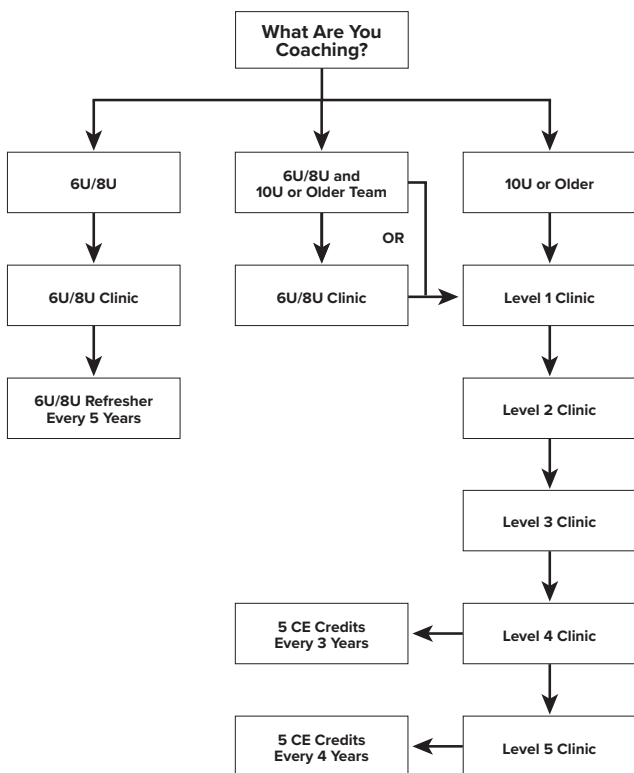 What Are You
Coaching?
6U/8U
6U/8U and
10U or Older Team
10U or Older
OR
6U/8U Clinic
6U/8U Clinic
Level 1 Clinic
6U/8U Refresher
Every 5 Years
Level 2 Clinic
Level 3 Clinic
5 CE Credits
Every 3 Years
Level 4 Clinic
5 CE Credits
Every 4 Years
Level 5 Clinic